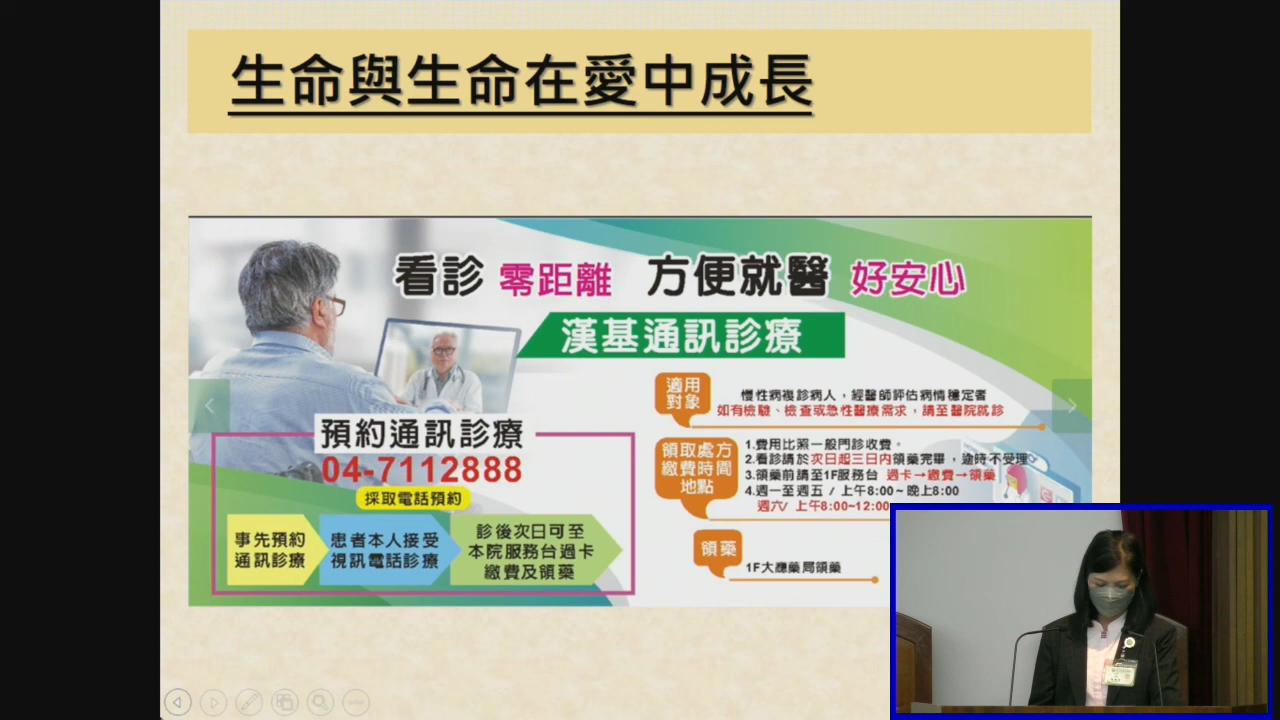 生命與生命在愛中成長
看診 零距離 方便就醫 好安心
漢基通訊診療
預約通訊診療
04-7112888
採取電話預約
事先預約
通訊診療
患者本人接受
視訊電話診療
診後次日可至
本院服務台過卡
繳費及領藥
適用
對象
慢性病複診病人，經醫師評估病情穩定者
如有檢驗、檢查或急性醫療需求，請至醫院就診
領取處方
繳費時間
地點
1.費用比照一般門診收費。
2.看診請於次日起三日內領藥完畢，逾時不受理
3.領藥前請至1F服務台 過卡→繳費→領藥
4.週一至週五 / 上午8:00~晚上8:00
週六/ 上午8:00~12:00
領藥
1F大廳藥局領藥